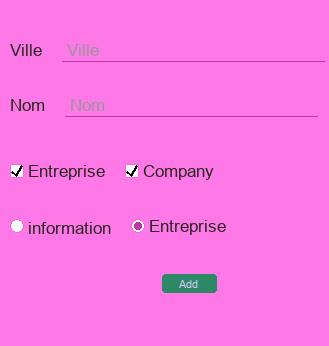 Ville Ville
Nom Nom
Entreprise Company
information Entreprise
Add